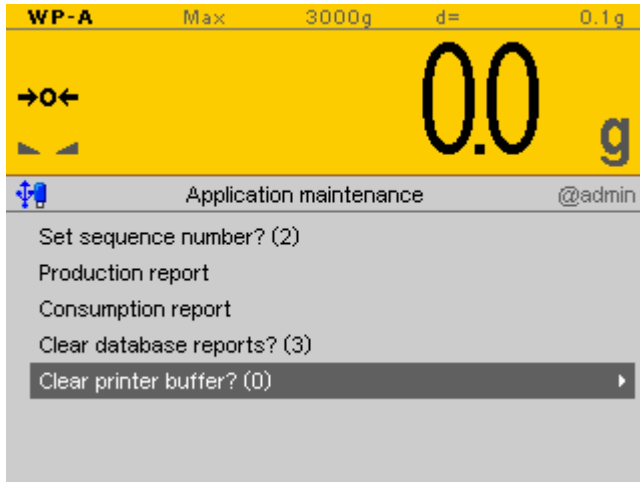 WP-A Max 3000g d= 0.1g
→0←
0.0 g
Application maintenance @admin
Set sequence number? (2)
Production report
Consumption report
Clear database reports? (3)
Clear printer buffer? (0)